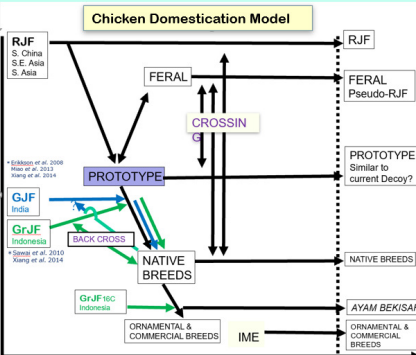 Chicken Domestication Model
RJF
S. China
S.E. Asia
S. Asia
RJF
FERAL
FERAL
Pseudo-RJF
CROSSIN
G
* Erikkson et al. 2008
Miao et al. 2013
Xiang et al. 2014
PROTOTYPE
PROTOTYPE
Similar to
current Decoy?
GJF
India
GrJF
Indonesia
BACK CROSS
* Sawai et al. 2010
Xiang et al. 2014
NATIVE
BREEDS
NATIVE BREEDS
GrJF 16C
Indonesia
AYAM BEKISAR
ORNAMENTAL &
COMMERCIAL BREEDS
IME
ORNAMENTAL &
COMMERCIAL
BREEDS